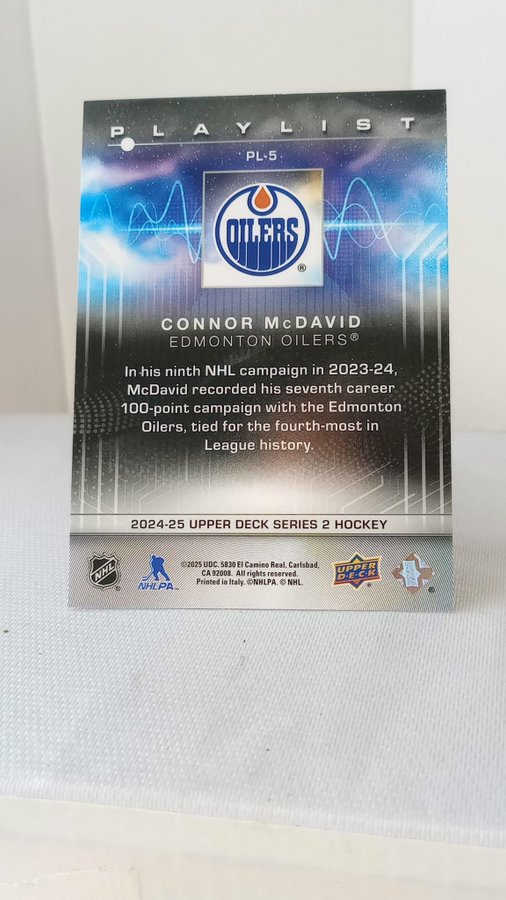 PLAYLIST
PL-5
OILERS
®
CONNOR McDAVID
EDMONTON OILERS®
In his ninth NHL campaign in 2023-24,
McDavid recorded his seventh career
100-point campaign with the Edmonton
Oilers, tied for the fourth-most in
League history.
2024-25 UPPER DECK SERIES 2 HOCKEY
NHL
®
NHLPA
©2025 UDC. 5830 El Camino Real, Carlsbad,
CA 92008. All rights reserved.
Printed in Italy. ©NHLPA. © NHL.
UPPER
DECK